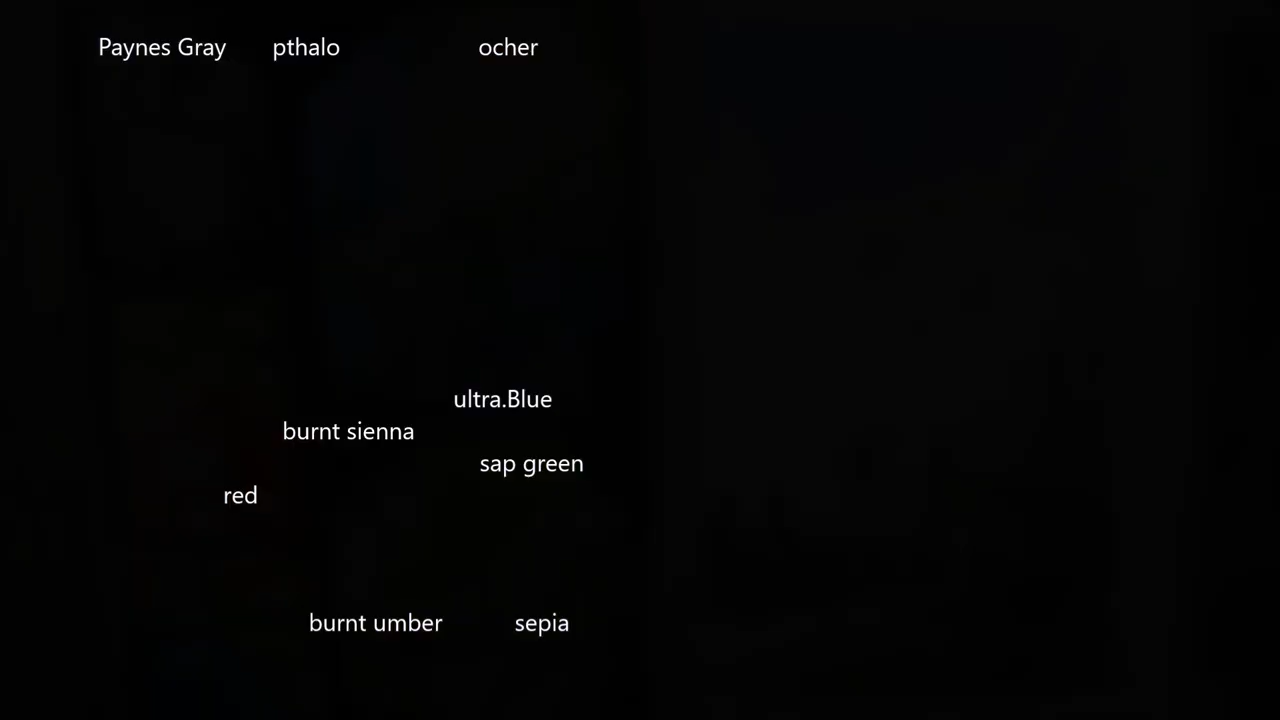 Paynes Gray pthalo ocher
ultra.Blue
burnt sienna
sap green
red
burnt umber sepia